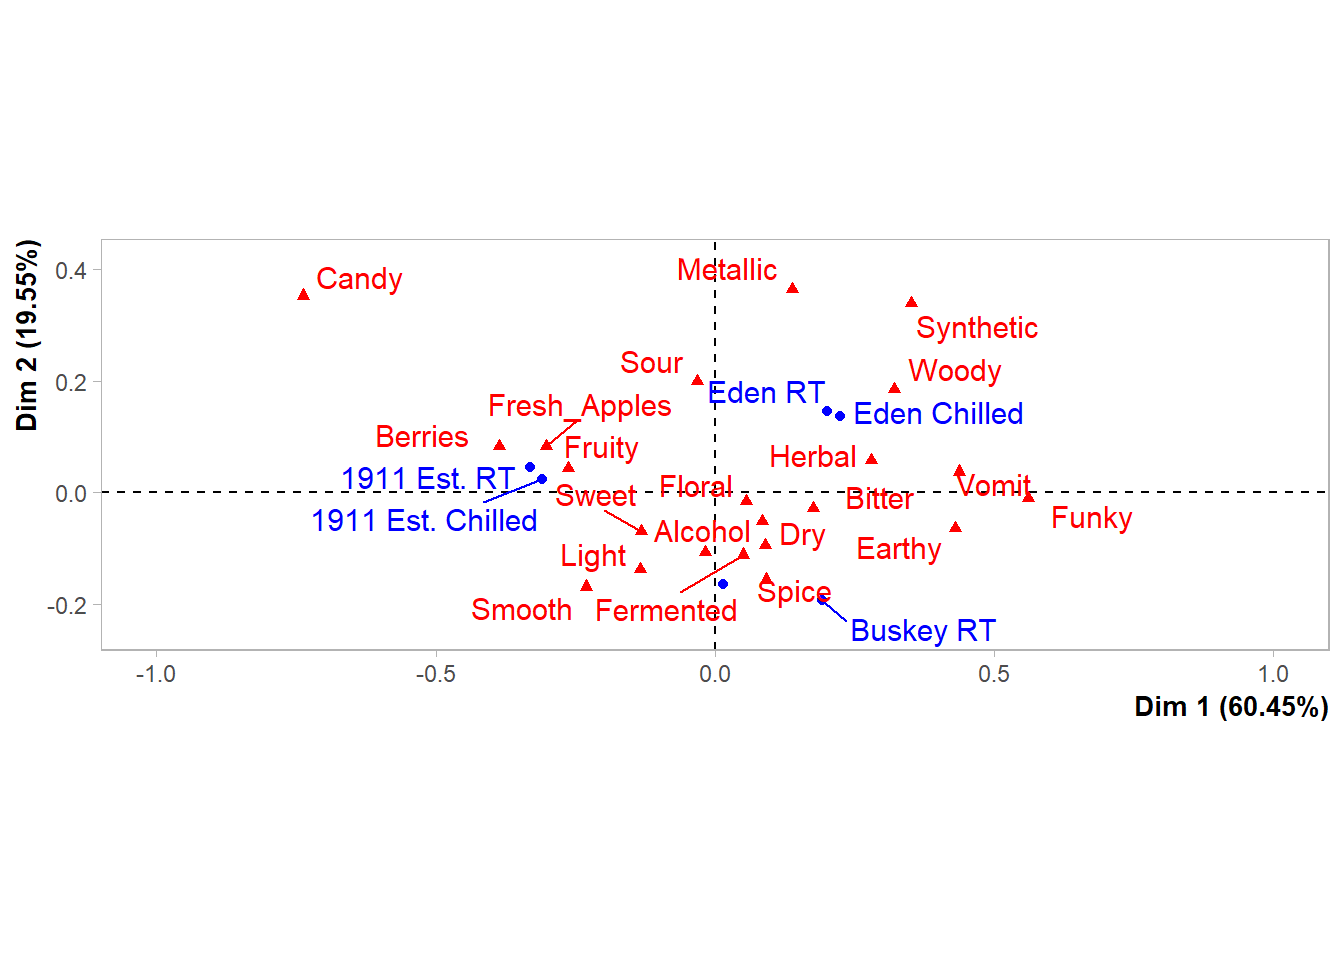 Dim 2 (19.55%)
0.4
0.2
0.0
-0.2
Candy
Metallic
Synthetic
Sour
Woody
Eden RT
Eden Chilled
Fresh_Apples
Berries
Fruity
Herbal
1911 Est. RT
Vomit
Sweet
Floral
Bitter
1911 Est. Chilled
Funky
Alcohol
Dry
Earthy
Light
Spice
Smooth
Fermented
Buskey RT
-1.0
-0.5
0.0
0.5
1.0
Dim 1 (60.45%)